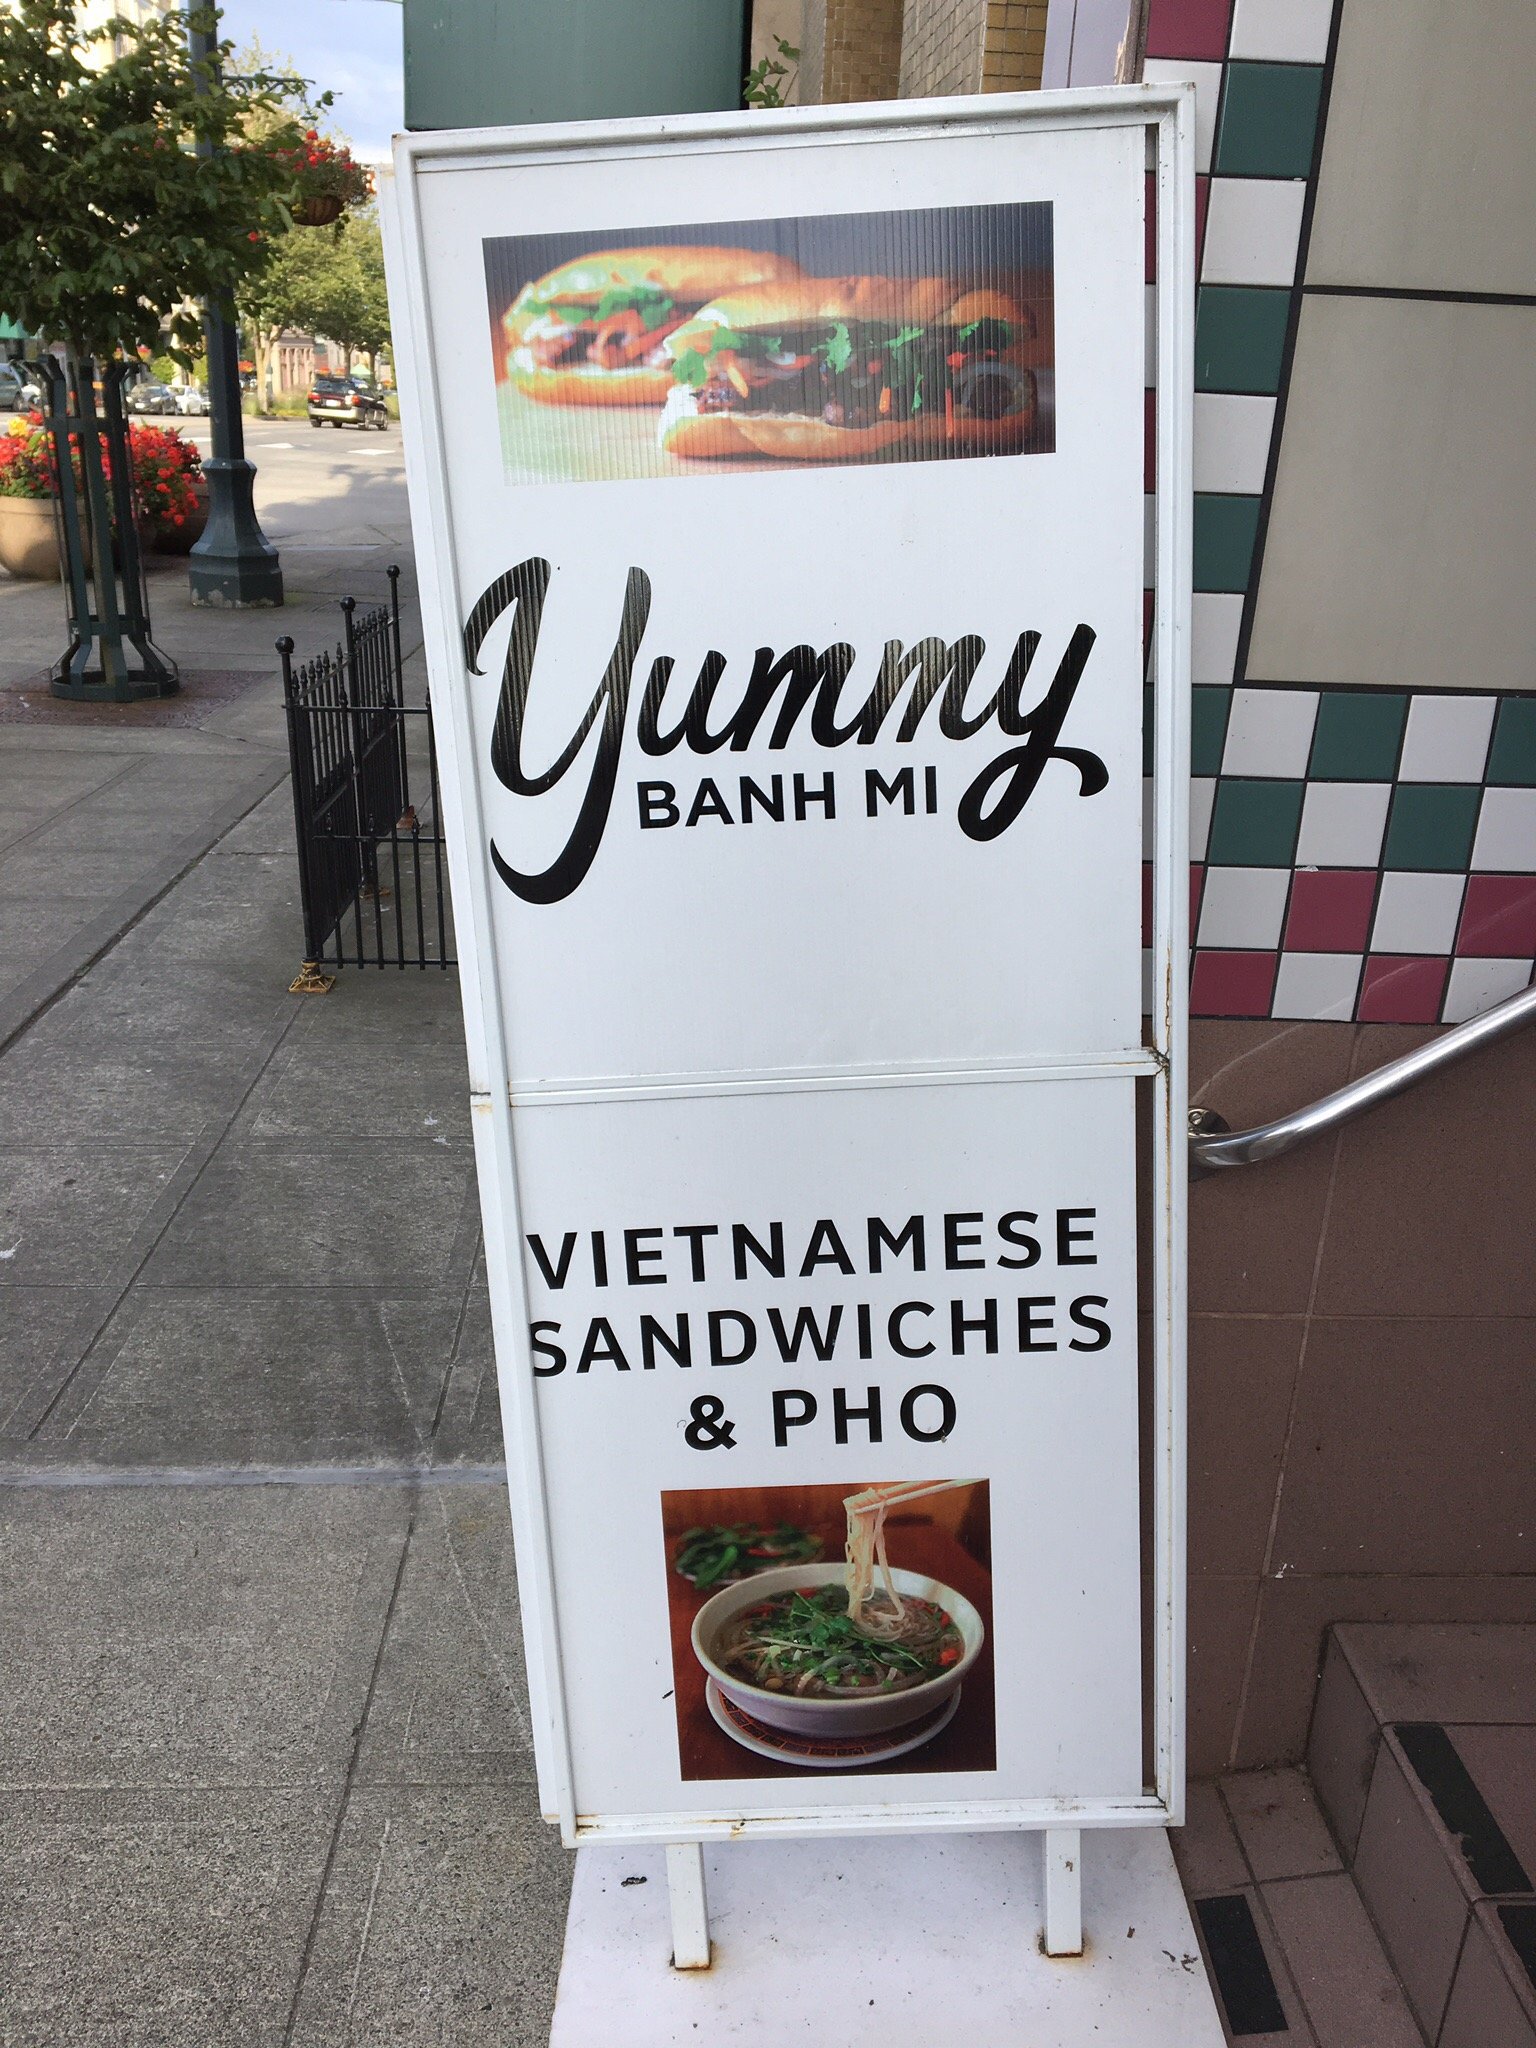 Yummy
BANH MI
VIETNAMESE
SANDWICHES
& PHO